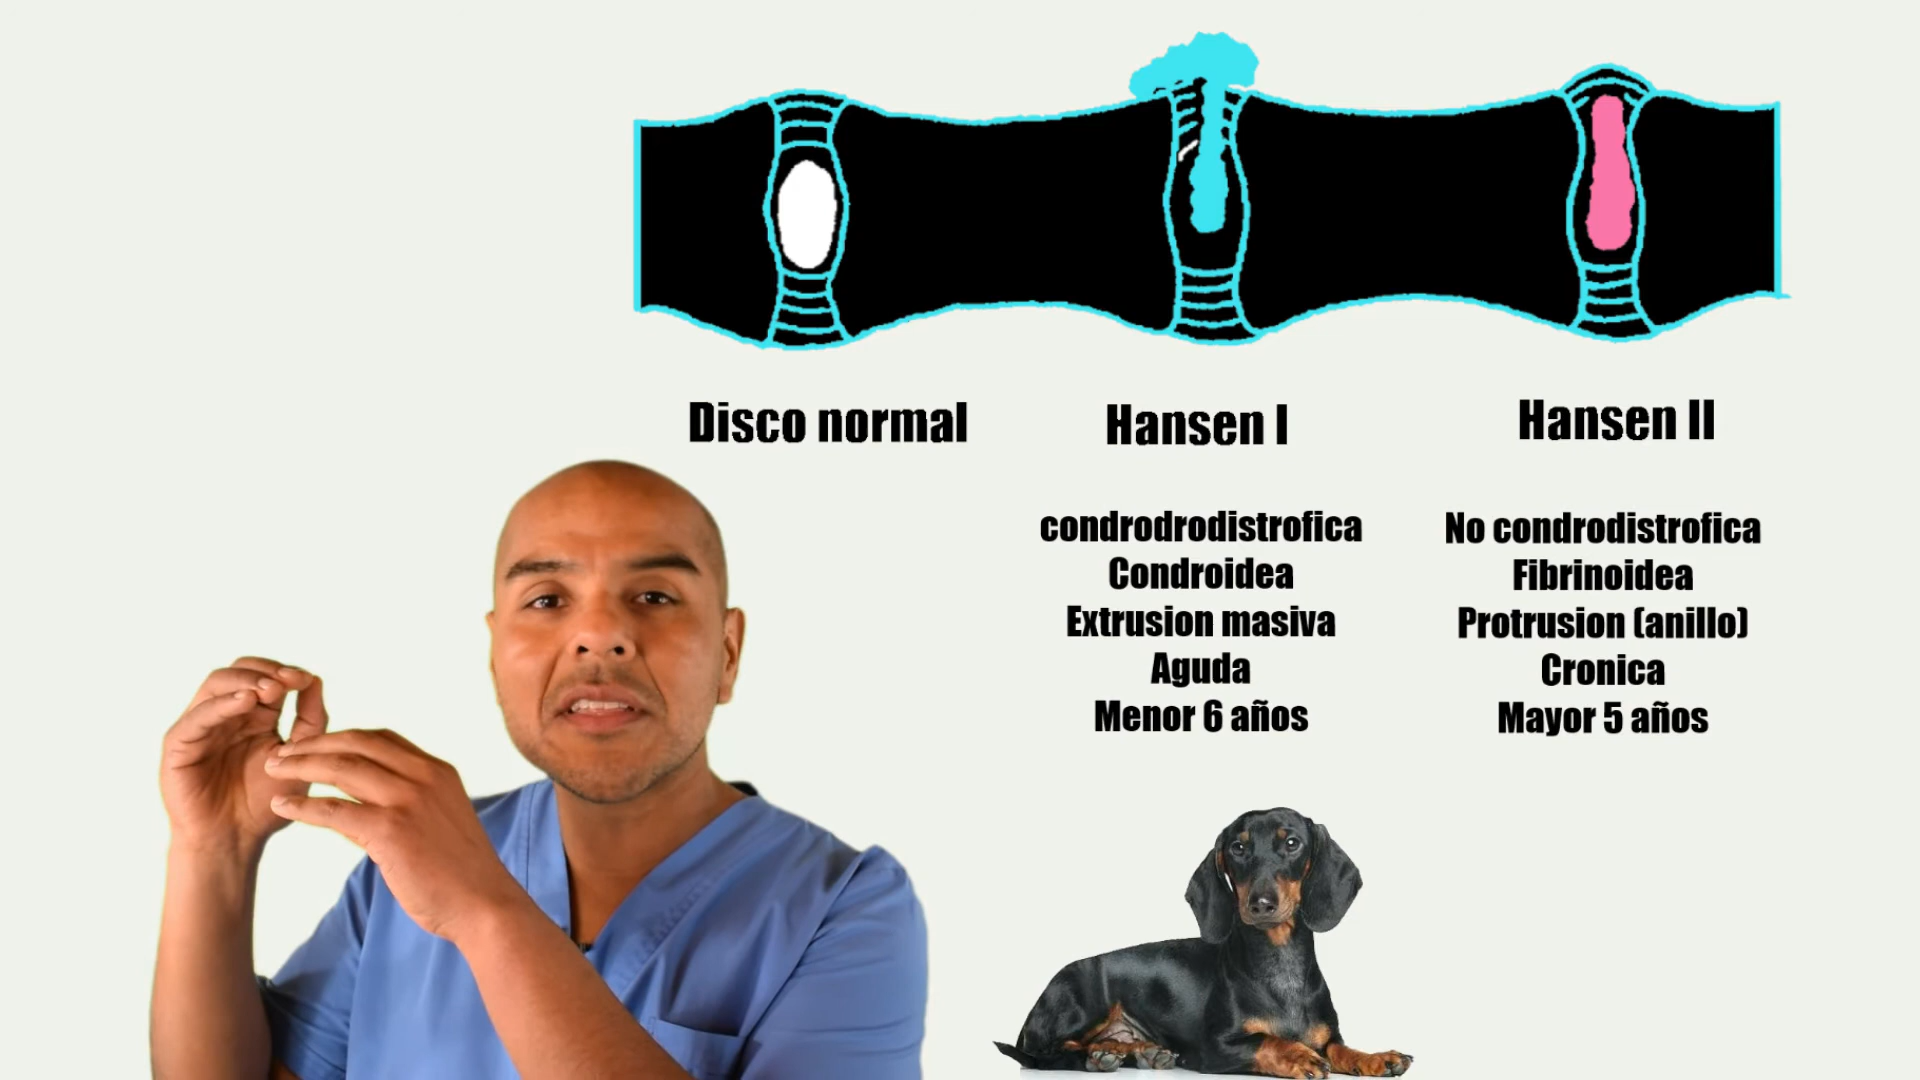 Disco normal
Hansen I
Hansen II
condrodrodistrofica
Condroidea
Extrusion masiva
Aguda
Menor 6 años
No condrodistrofica
Fibrinoidea
Protrusion (anillo)
Cronica
Mayor 5 años